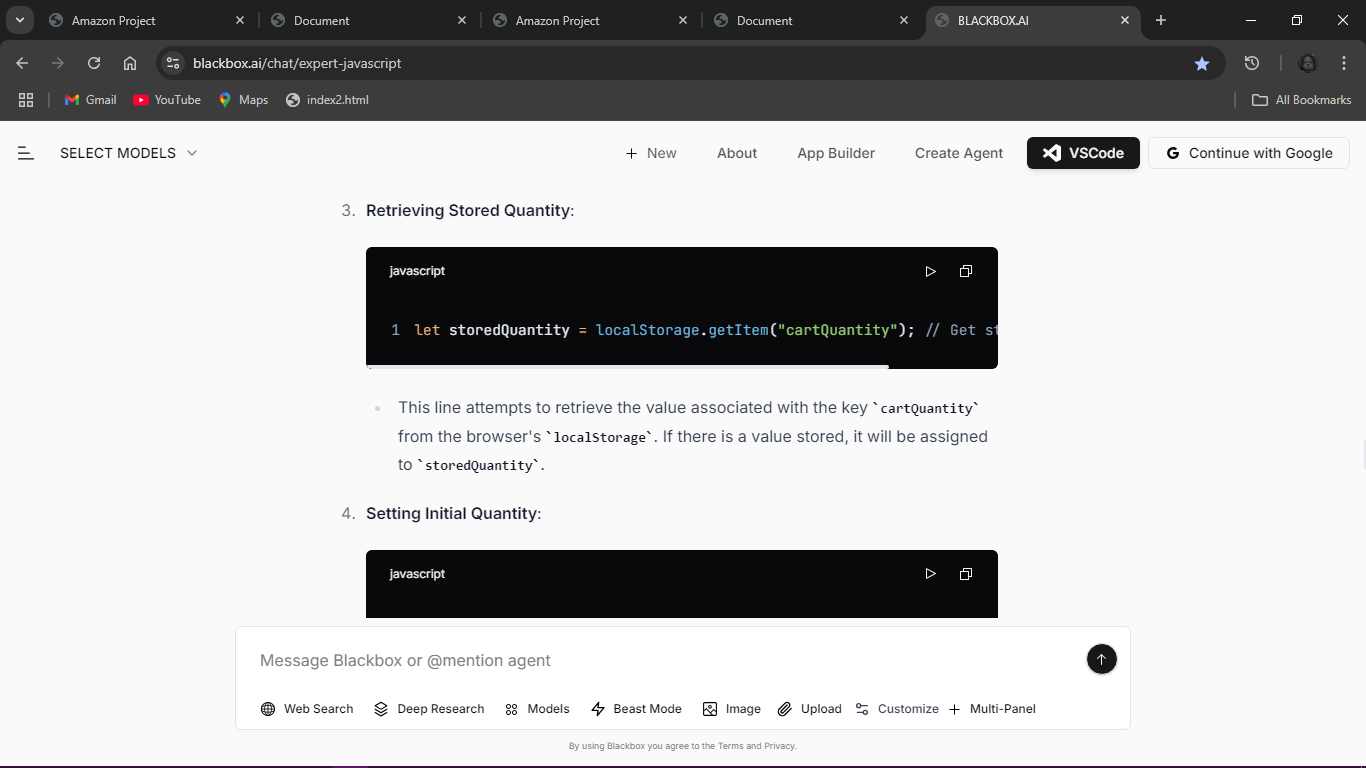 Amazon Project
Document
Amazon Project
Document
BLACKBOX.AI
blackbox.ai/chat/expert-javascript
Gmail
YouTube
Maps
index2.html
All Bookmarks
SELECT MODELS
New
About
App Builder
Create Agent
VSCode
Continue with Google
3. Retrieving Stored Quantity:
javascript
1 let storedQuantity = localStorage.getItem("cartQuantity"); // Get st
This line attempts to retrieve the value associated with the key `cartQuantity`
from the browser's `localStorage`. If there is a value stored, it will be assigned
to `storedQuantity`.
4. Setting Initial Quantity:
javascript
Message Blackbox or @mention agent
Web Search
Deep Research
Models
Beast Mode
Image
Upload
Customize
Multi-Panel
By using Blackbox you agree to the Terms and Privacy.